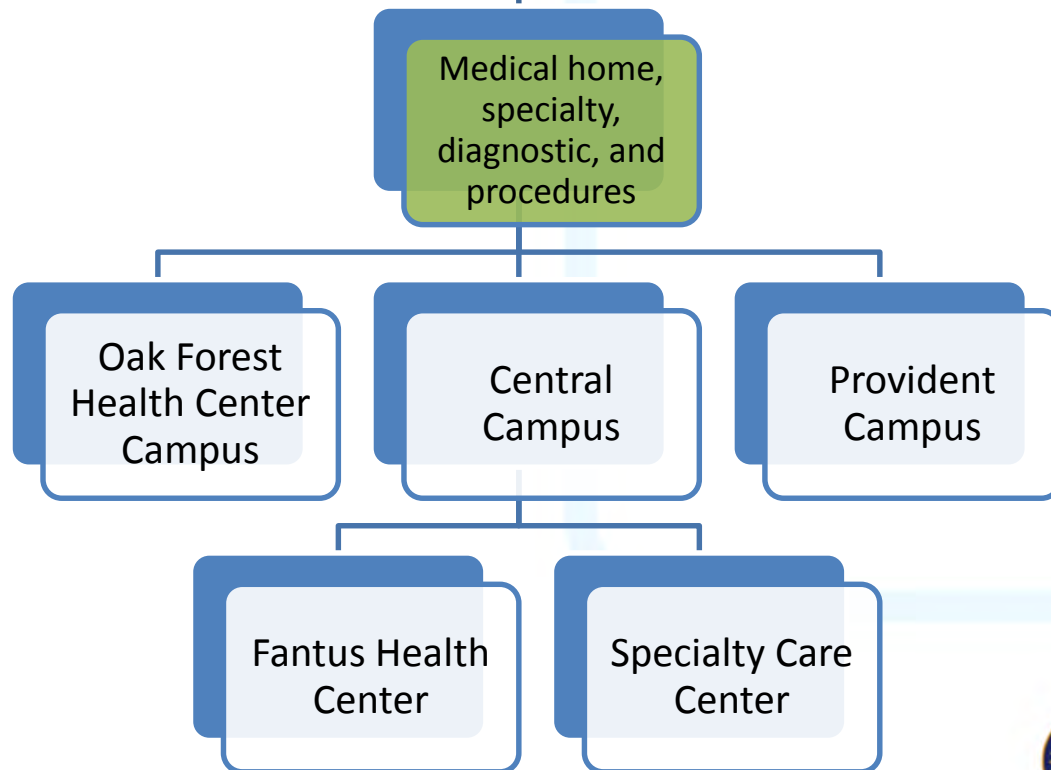 Medical home,
specialty,
diagnostic, and
procedures
Oak Forest
Health Center
Campus
Central
Campus
Provident
Campus
Fantus Health
Center
Specialty Care
Center